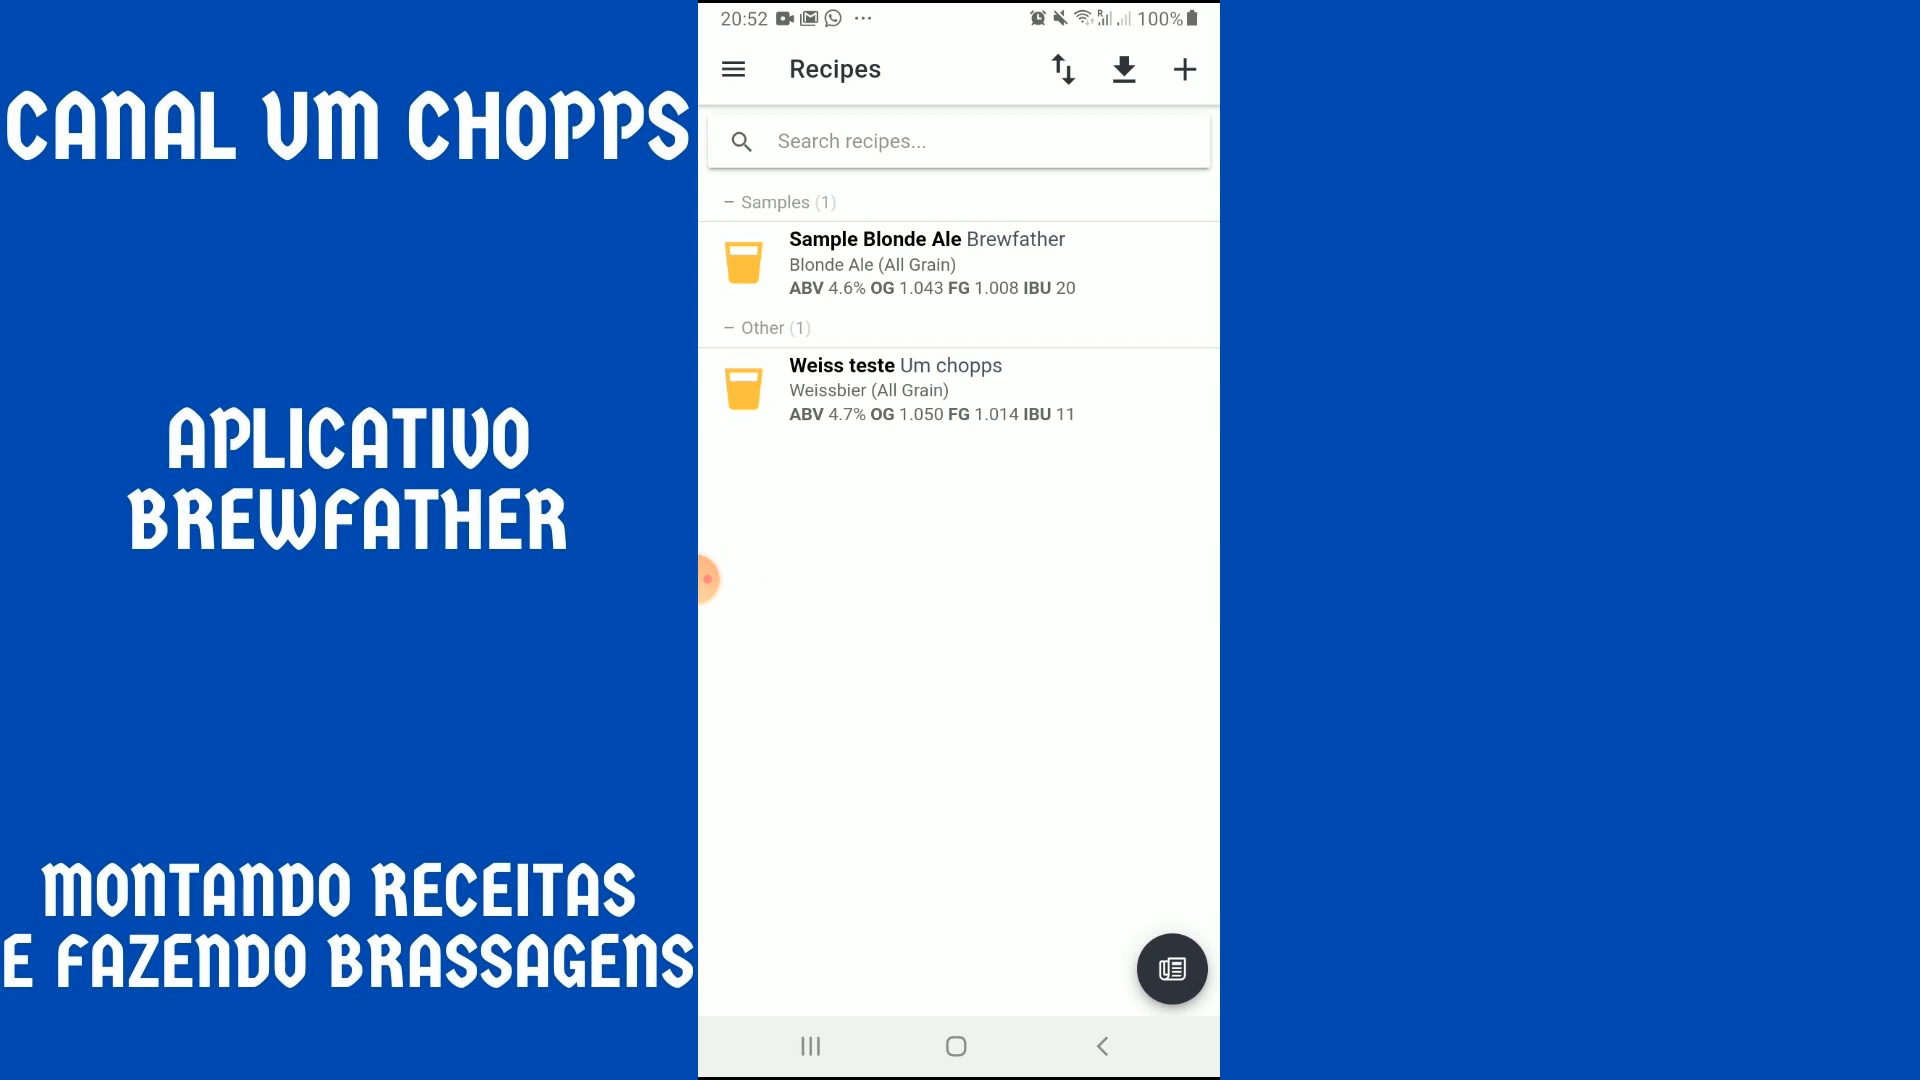 CANAL UM CHOPPS
APLICATIVO
BREWFATHER
MONTANDO RECEITAS
E FAZENDO BRASSAGENS
20:52 ... R 100%
Recipes
Search recipes...
– Samples (1)
Sample Blonde Ale Brewfather
Blonde Ale (All Grain)
ABV 4.6% OG 1.043 FG 1.008 IBU 20
– Other (1)
Weiss teste Um chopps
Weissbier (All Grain)
ABV 4.7% OG 1.050 FG 1.014 IBU 11